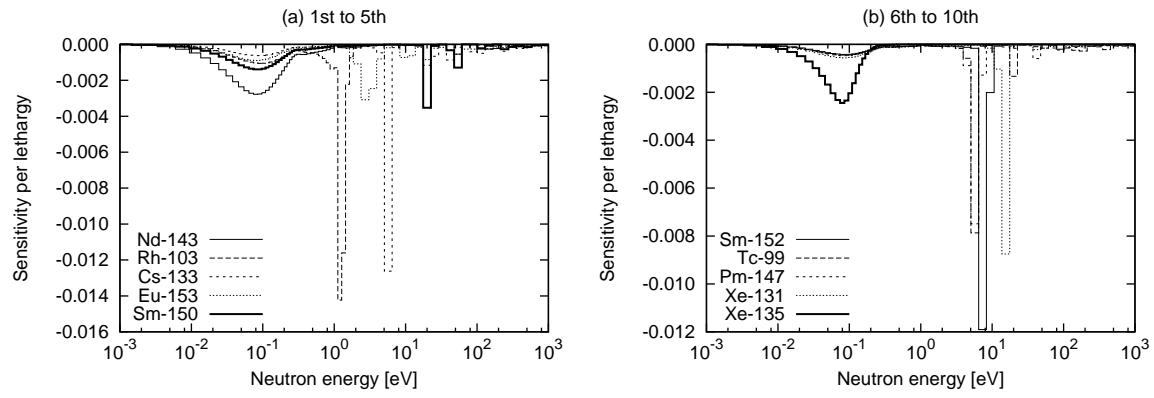 (a) 1st to 5th
Sensitivity per lethargy
0.000
-0.002
-0.004
-0.006
-0.008
-0.010
-0.012
-0.014
-0.016
Nd-143
Rh-103
Cs-133
Eu-153
Sm-150
10^-3 10^-2 10^-1 10^0 10^1 10^2 10^3
Neutron energy [eV]
(b) 6th to 10th
Sensitivity per lethargy
0.000
-0.002
-0.004
-0.006
-0.008
-0.010
-0.012
Sm-152
Tc-99
Pm-147
Xe-131
Xe-135
10^-3 10^-2 10^-1 10^0 10^1 10^2 10^3
Neutron energy [eV]